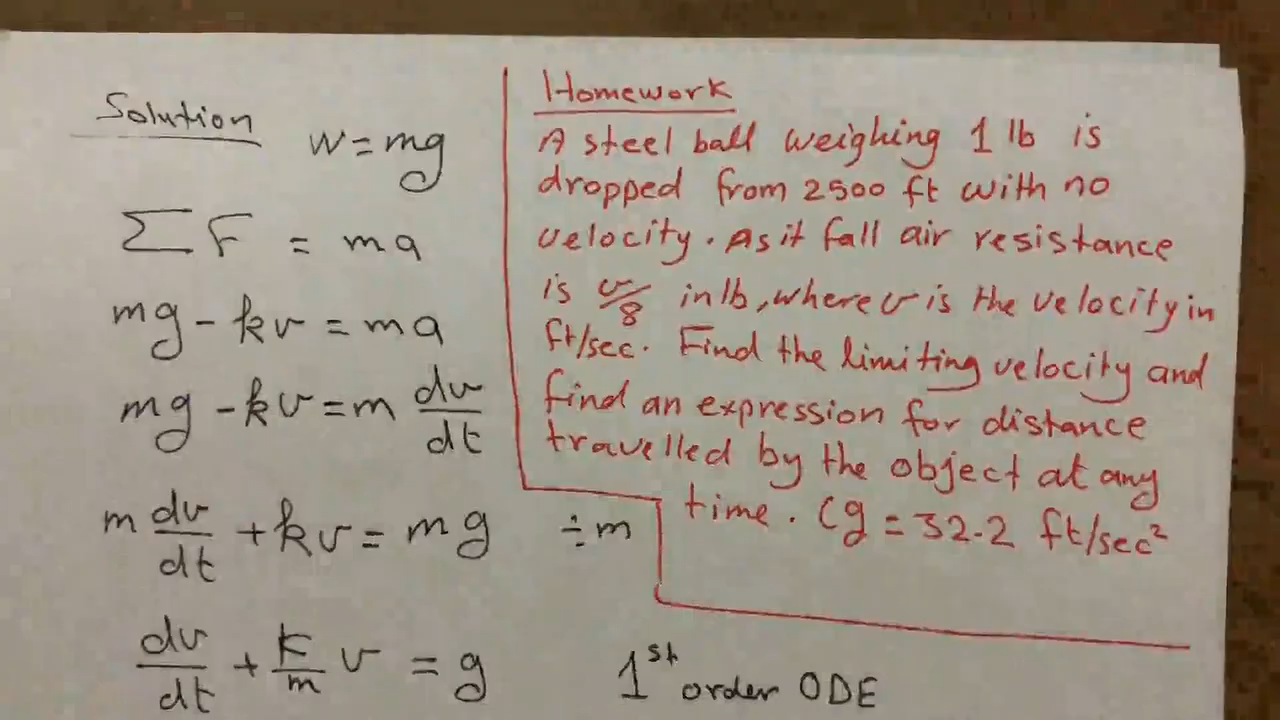 Solution
W = mg
ΣF = ma
mg - kv = ma
mg - kv = m dv/dt
m dv/dt + kv = mg ÷m
dv/dt + k/m v = g 1st order ODE
Homework
A steel ball weighing 1 lb is
dropped from 2500 ft with no
velocity. As it fall air resistance
is v/8 in lb, where v is the velocity in
ft/sec. Find the limiting velocity and
find an expression for distance
travelled by the object at any
time. (g = 32.2 ft/sec²